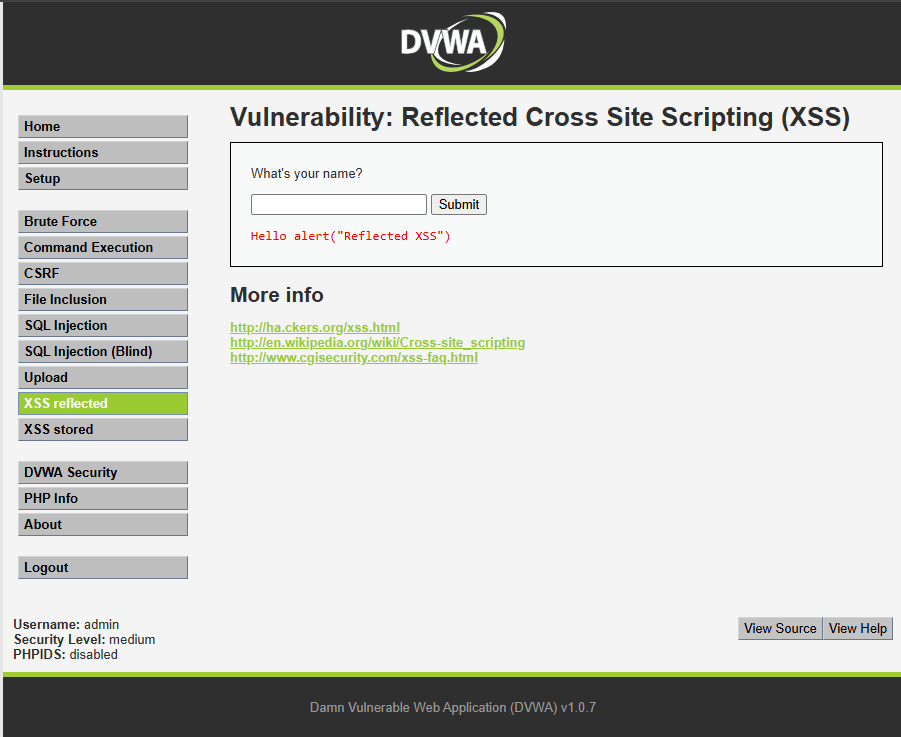 DVWA
Vulnerability: Reflected Cross Site Scripting (XSS)
Home
Instructions
Setup
Brute Force
Command Execution
CSRF
File Inclusion
SQL Injection
SQL Injection (Blind)
Upload
XSS reflected
XSS stored
DVWA Security
PHP Info
About
Logout
What's your name?
Submit
Hello alert("Reflected XSS")
More info
http://ha.ckers.org/xss.html
http://en.wikipedia.org/wiki/Cross-site_scripting
http://www.cgisecurity.com/xss-faq.html
Username: admin
Security Level: medium
PHPIDS: disabled
View Source View Help
Damn Vulnerable Web Application (DVWA) v1.0.7